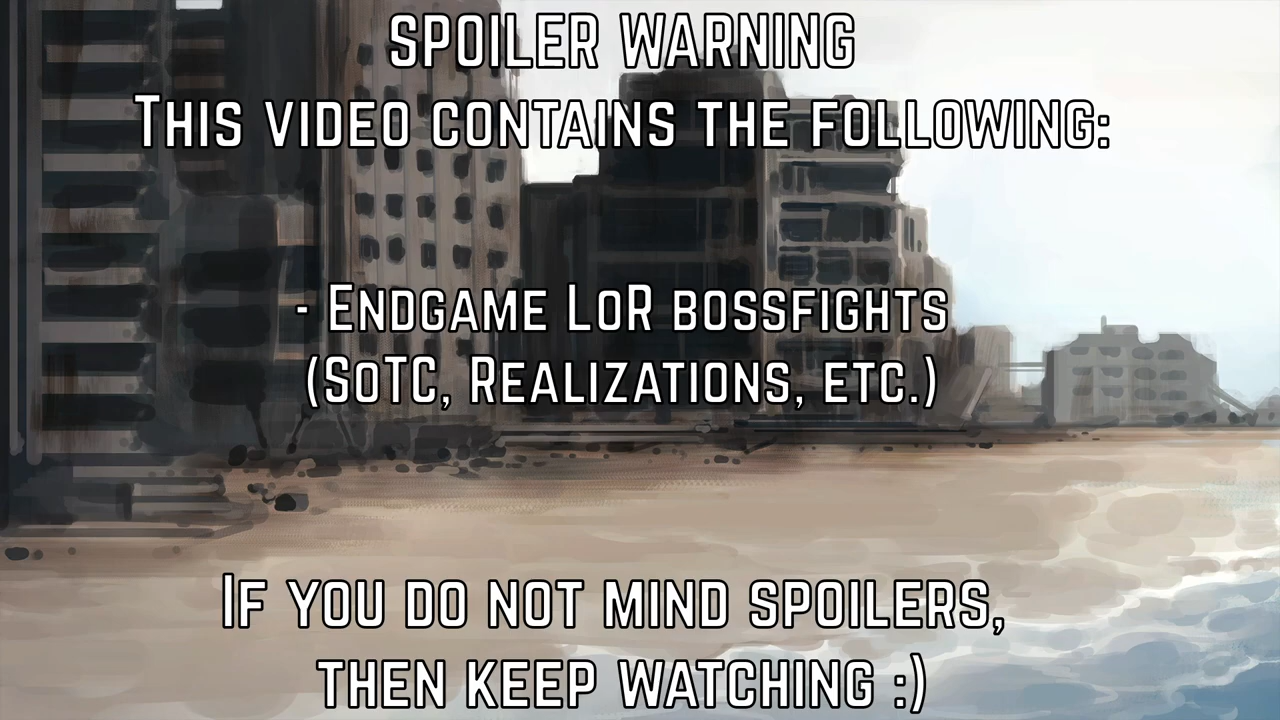 SPOILER WARNING
THIS VIDEO CONTAINS THE FOLLOWING:
- ENDGAME LOR BOSSFIGHTS
(SOTC, REALIZATIONS, ETC.)
IF YOU DO NOT MIND SPOILERS,
THEN KEEP WATCHING :)